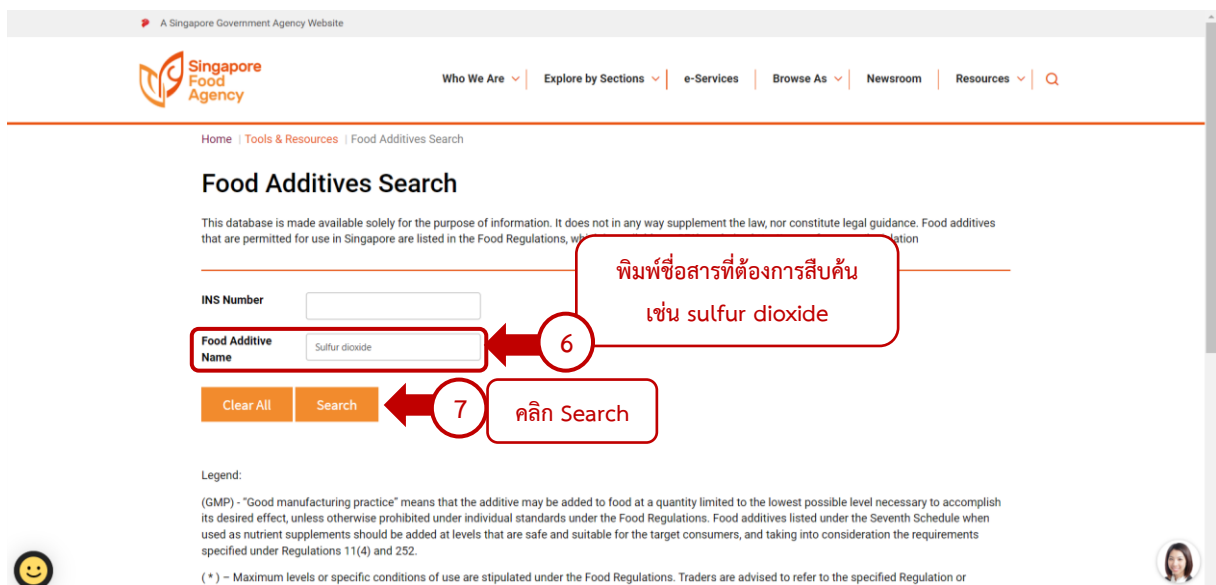 A Singapore Government Agency Website
Singapore
Food
Agency
Who We Are
Explore by Sections
e-Services
Browse As
Newsroom
Resources
Home | Tools & Resources | Food Additives Search
Food Additives Search
This database is made available solely for the purpose of information. It does not in any way supplement the law, nor constitute legal guidance. Food additives
that are permitted for use in Singapore are listed in the Food Regulations,
พิมพ์ชื่อสารที่ต้องการสืบค้น
เช่น sulfur dioxide
INS Number
Food Additive
Name
Sulfur dioxide
6
Clear All
Search
7
คลิก Search
Legend:
(GMP) - "Good manufacturing practice" means that the additive may be added to food at a quantity limited to the lowest possible level necessary to accomplish
its desired effect, unless otherwise prohibited under individual standards under the Food Regulations. Food additives listed under the Seventh Schedule when
used as nutrient supplements should be added at levels that are safe and suitable for the target consumers, and taking into consideration the requirements
specified under Regulations 11(4) and 252.
( * ) – Maximum levels or specific conditions of use are stipulated under the Food Regulations. Traders are advised to refer to the specified Regulation or